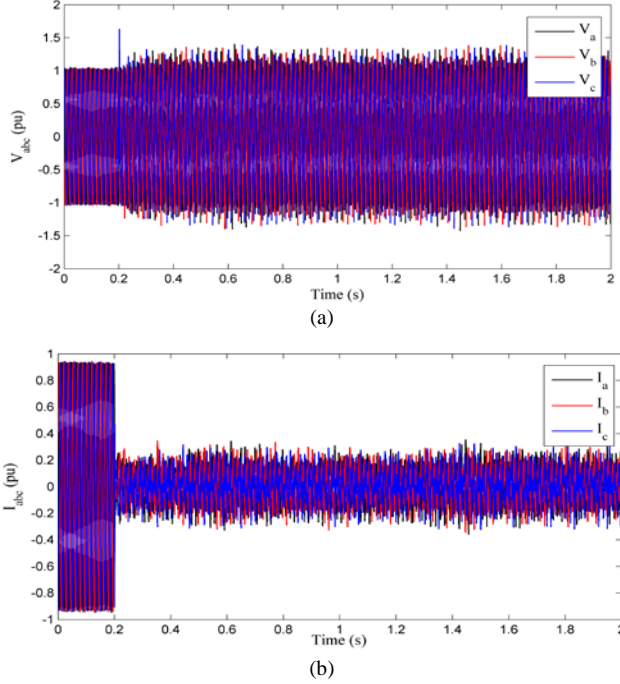 2
1.5
1
0.5
0
-0.5
-1
-1.5
-2
V_abc (pu)
V_a
V_b
V_c
0 0.2 0.4 0.6 0.8 1 1.2 1.4 1.6 1.8 2
Time (s)
(a)
1
0.8
0.6
0.4
0.2
0
-0.2
-0.4
-0.6
-0.8
-1
I_abc (pu)
I_a
I_b
I_c
0 0.2 0.4 0.6 0.8 1 1.2 1.4 1.6 1.8 2
Time (s)
(b)